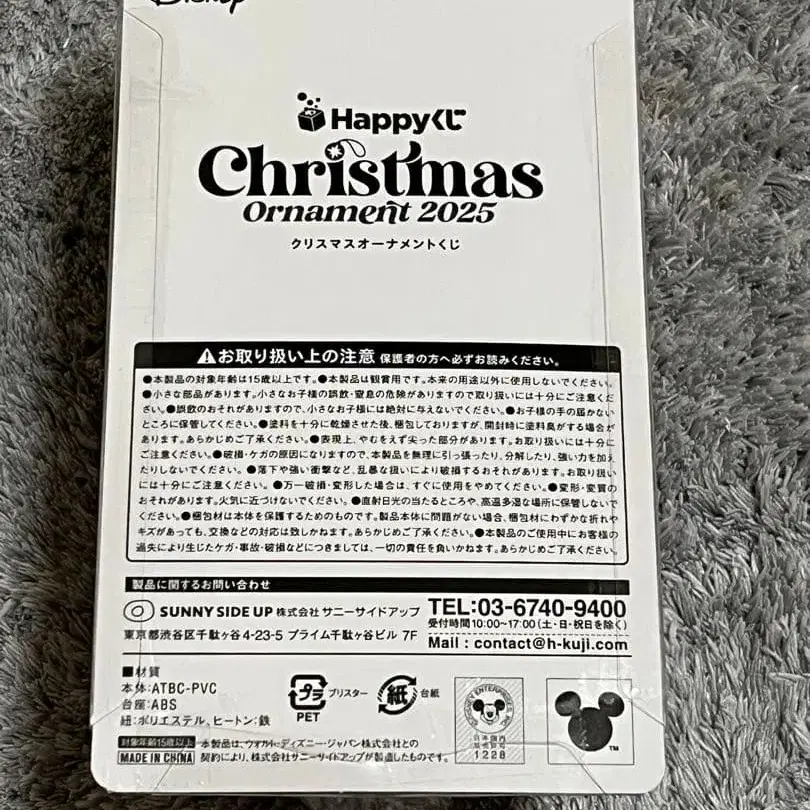 Disney
Happyくじ
Christmas
Ornament 2025
クリスマスオーナメントくじ
お取り扱い上の注意 保護者の方へ必ずお読みください。
●本製品の対象年齢は15歳以上です。●本製品は観賞用です。本来の用途以外に使用しないでください。
●小さな部品があります。小さなお子様の誤飲・窒息の危険がありますので取り扱いには十分にご注意くだ
さい。●誤飲のおそれがありますので、小さなお子様には絶対に与えないでください。●お子様の手の届かない
ところに保管してください。●塗料を十分に乾燥させた後、梱包しておりますが、開封時に塗料臭がする場合が
あります。あらかじめご了承ください。●表現上、やむをえず尖った部分があります。お取り扱いには十分に
ご注意ください。●破損・ケガの原因になりますので、本製品を無理に引っ張ったり、分解したり、強い力を加え
たりしないでください。●落下や強い衝撃など、乱暴な扱いにより破損するおそれがあります。お取り扱い
には十分にご注意ください。●万一破損・変形した場合は、すぐに使用をやめてください。●変形・変質の
おそれがあります。火気に近づけないでください。●直射日光の当たるところや、高温多湿な場所に保管しないで
ください。●梱包材は本体を保護するためのものです。製品本体に問題がない場合、梱包材にわずかな折れや
キズがあっても、交換などの対応は致しかねます。あらかじめご了承ください。●本製品のご使用中にお客様の
過失により生じたケガ・事故・破損などにつきましては、一切の責任を負いかねます。あらかじめご了承ください。
製品に関するお問い合わせ
SUNNY SIDE UP 株式会社 サニーサイドアップ
TEL:03-6740-9400
受付時間10:00~17:00(土・日・祝日を除く)
東京都渋谷区千駄ヶ谷4-23-5 プライム千駄ヶ谷ビル 7F
Mail : contact@h-kuji.com
■材質
本体:ATBC-PVC
台座:ABS
紐:ポリエステル、ヒートン:鉄
プラ
PET
ブリスター
紙
台紙
日本国内
販売許可
1228
TM
対象年齢15歳以上
MADE IN CHINA
本製品は、ウォルト・ディズニー・ジャパン株式会社との
契約により、株式会社サニーサイドアップが製造したものです。